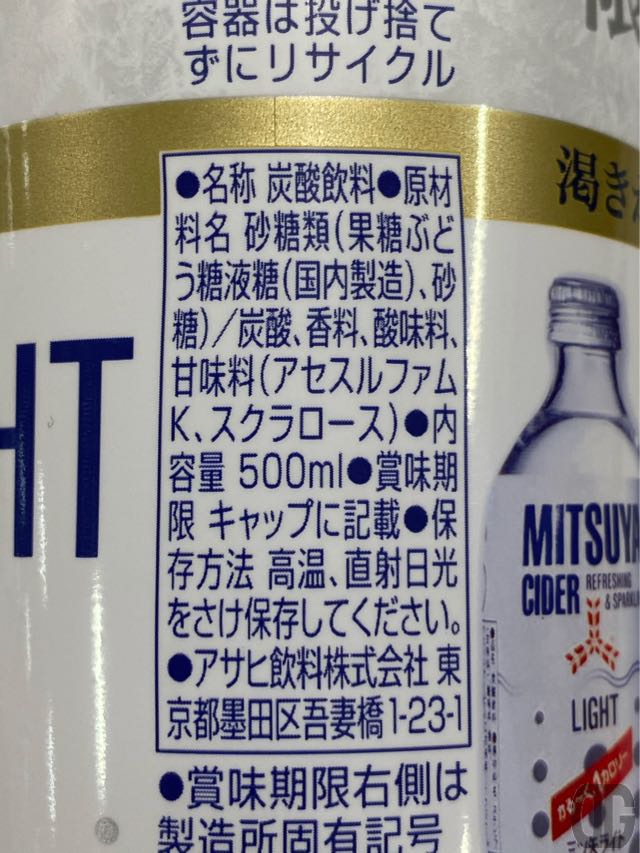 容器は投げ捨て
ずにリサイクル
渇き
●名称 炭酸飲料●原材
料名 砂糖類(果糖ぶど
う糖液糖(国内製造)、砂
糖)/炭酸、香料、酸味料、
甘味料(アセスルファム
K、スクラロース)●内
容量 500ml●賞味期
限 キャップに記載●保
存方法 高温、直射日光
をさけ保存してください。
●アサヒ飲料株式会社 東
京都墨田区吾妻橋1-23-1
●賞味期限右側は
製造所固有記号
HT
MITSUYA
CIDER
REFRESHING
& SPARKLIN
LIGHT